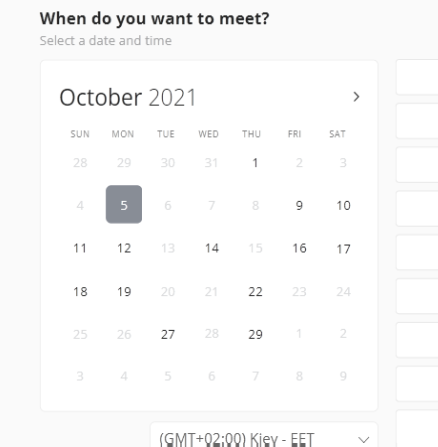 When do you want to meet?
Select a date and time
October 2021
SUN MON TUE WED THU FRI SAT
28 29 30 31 1 2 3
4 5 6 7 8 9 10
11 12 13 14 15 16 17
18 19 20 21 22 23 24
25 26 27 28 29 1 2
3 4 5 6 7 8 9
(GMT+02:00) Kiev - EET